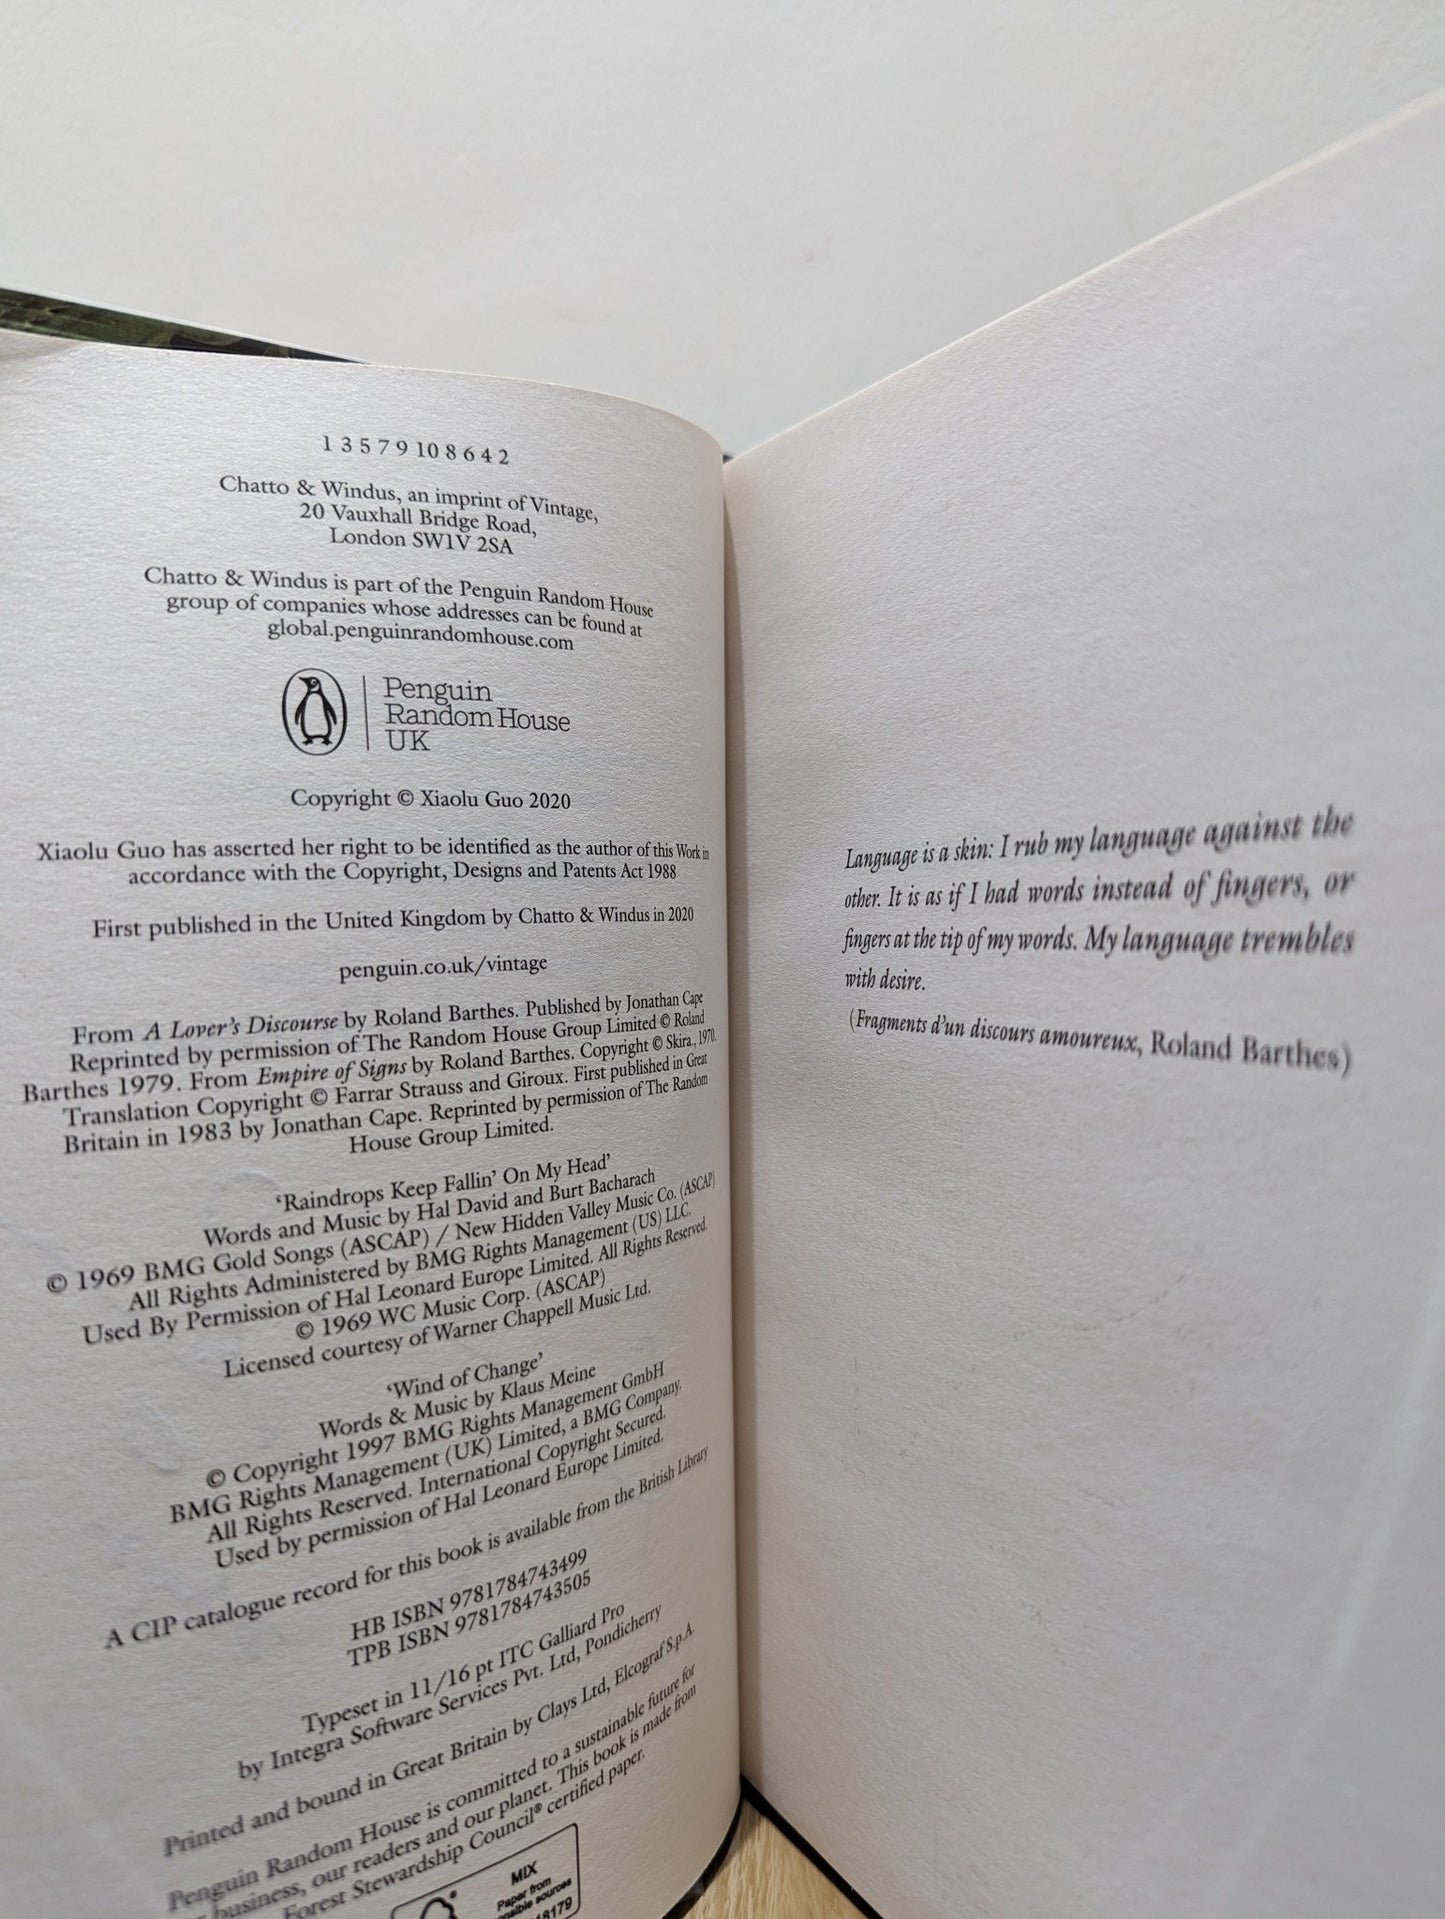 1 3 5 7 9 10 8 6 4 2
Chatto & Windus, an imprint of Vintage,
20 Vauxhall Bridge Road,
London SW1V 2SA
Chatto & Windus is part of the Penguin Random House
group of companies whose addresses can be found at
global.penguinrandomhouse.com
Penguin
Random House
UK
Copyright © Xiaolu Guo 2020
Xiaolu Guo has asserted her right to be identified as the author of this Work in
accordance with the Copyright, Designs and Patents Act 1988
First published in the United Kingdom by Chatto & Windus in 2020
penguin.co.uk/vintage
From A Lover's Discourse by Roland Barthes. Published by Jonathan Cape
Reprinted by permission of The Random House Group Limited © Roland
Barthes 1979. From Empire of Signs by Roland Barthes. Copyright © Skira., 1970.
Translation Copyright © Farrar Strauss and Giroux. First published in Great
Britain in 1983 by Jonathan Cape. Reprinted by permission of The Random
House Group Limited.
‘Raindrops Keep Fallin’ On My Head’
Words and Music by Hal David and Burt Bacharach
© 1969 BMG Gold Songs (ASCAP) / New Hidden Valley Music Co. (ASCAP)
All Rights Administered by BMG Rights Management (US) LLC.
Used By Permission of Hal Leonard Europe Limited. All Rights Reserved.
© 1969 WC Music Corp. (ASCAP)
Licensed courtesy of Warner Chappell Music Ltd.
‘Wind of Change’
Words & Music by Klaus Meine
© Copyright 1997 BMG Rights Management GmbH
BMG Rights Management (UK) Limited, a BMG Company.
All Rights Reserved. International Copyright Secured.
Used by permission of Hal Leonard Europe Limited.
A CIP catalogue record for this book is available from the British Library
HB ISBN 9781784743499
TPB ISBN 9781784743505
Typeset in 11/16 pt ITC Galliard Pro
by Integra Software Services Pvt. Ltd, Pondicherry
Printed and bound in Great Britain by Clays Ltd, Elcograf S.p.A.
Penguin Random House is committed to a sustainable future for
business, our readers and our planet. This book is made from
Forest Stewardship Council® certified paper.
MIX
Paper from
sources
Language is a skin: I rub my language against the
other. It is as if I had words instead of fingers, or
fingers at the tip of my words. My language trembles
with desire.
(Fragments d'un discours amoureux, Roland Barthes)